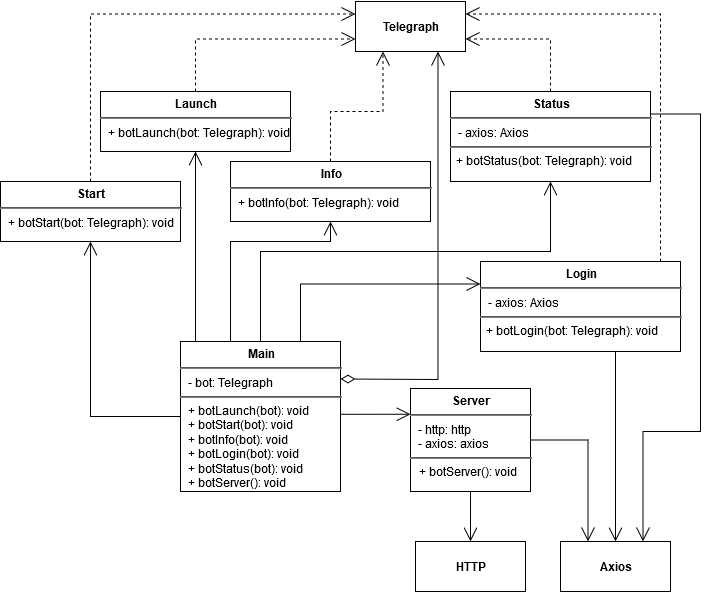 Telegraph
Launch
+ botLaunch(bot: Telegraph): void
Status
- axios: Axios
+ botStatus(bot: Telegraph): void
Info
+ botInfo(bot: Telegraph): void
Start
+ botStart(bot: Telegraph): void
Login
- axios: Axios
+ botLogin(bot: Telegraph): void
Main
- bot: Telegraph
+ botLaunch(bot): void
+ botStart(bot): void
+ botInfo(bot): void
+ botLogin(bot): void
+ botStatus(bot): void
+ botServer(): void
Server
- http: http
- axios: axios
+ botServer(): void
HTTP
Axios